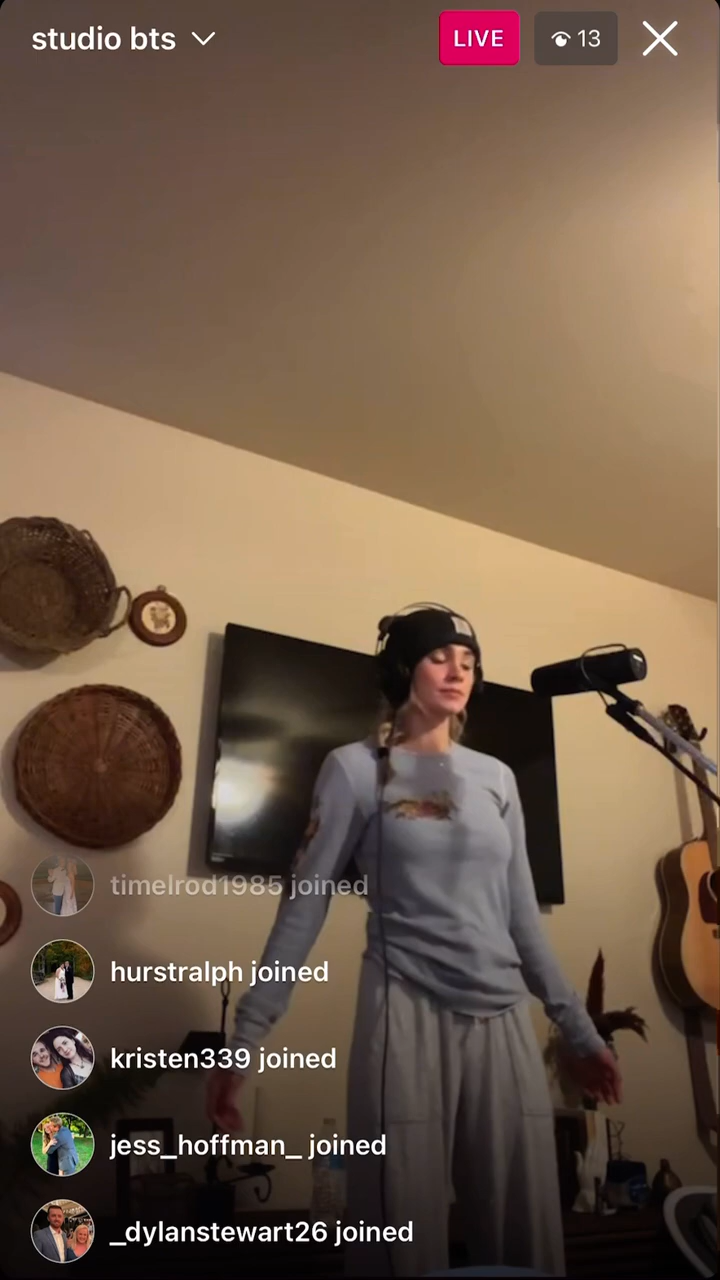 studio bts
LIVE
13
timelrod1985 joined
hurstralph joined
kristen339 joined
jess_hoffman_ joined
_dylanstewart26 joined